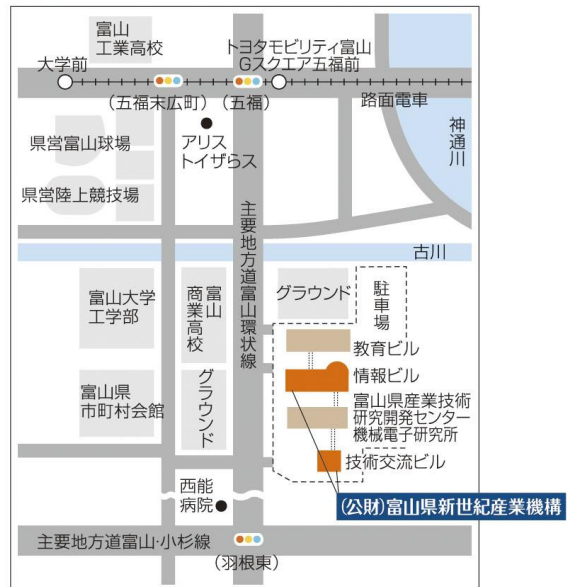 富山
工業高校
大学前
トヨタモビリティ富山
Gスクエア五福前
(五福末広町)
(五福)
路面電車
神通川
アリス
トイザらス
県営富山球場
県営陸上競技場
主要地方道富山環状線
古川
富山大学
工学部
富山
商業高校
グラウンド
駐車場
教育ビル
情報ビル
富山県
市町村会館
グラウンド
富山県産業技術
研究開発センター
機械電子研究所
技術交流ビル
西能
病院
(公財)富山県新世紀産業機構
主要地方道富山・小杉線
(羽根東)